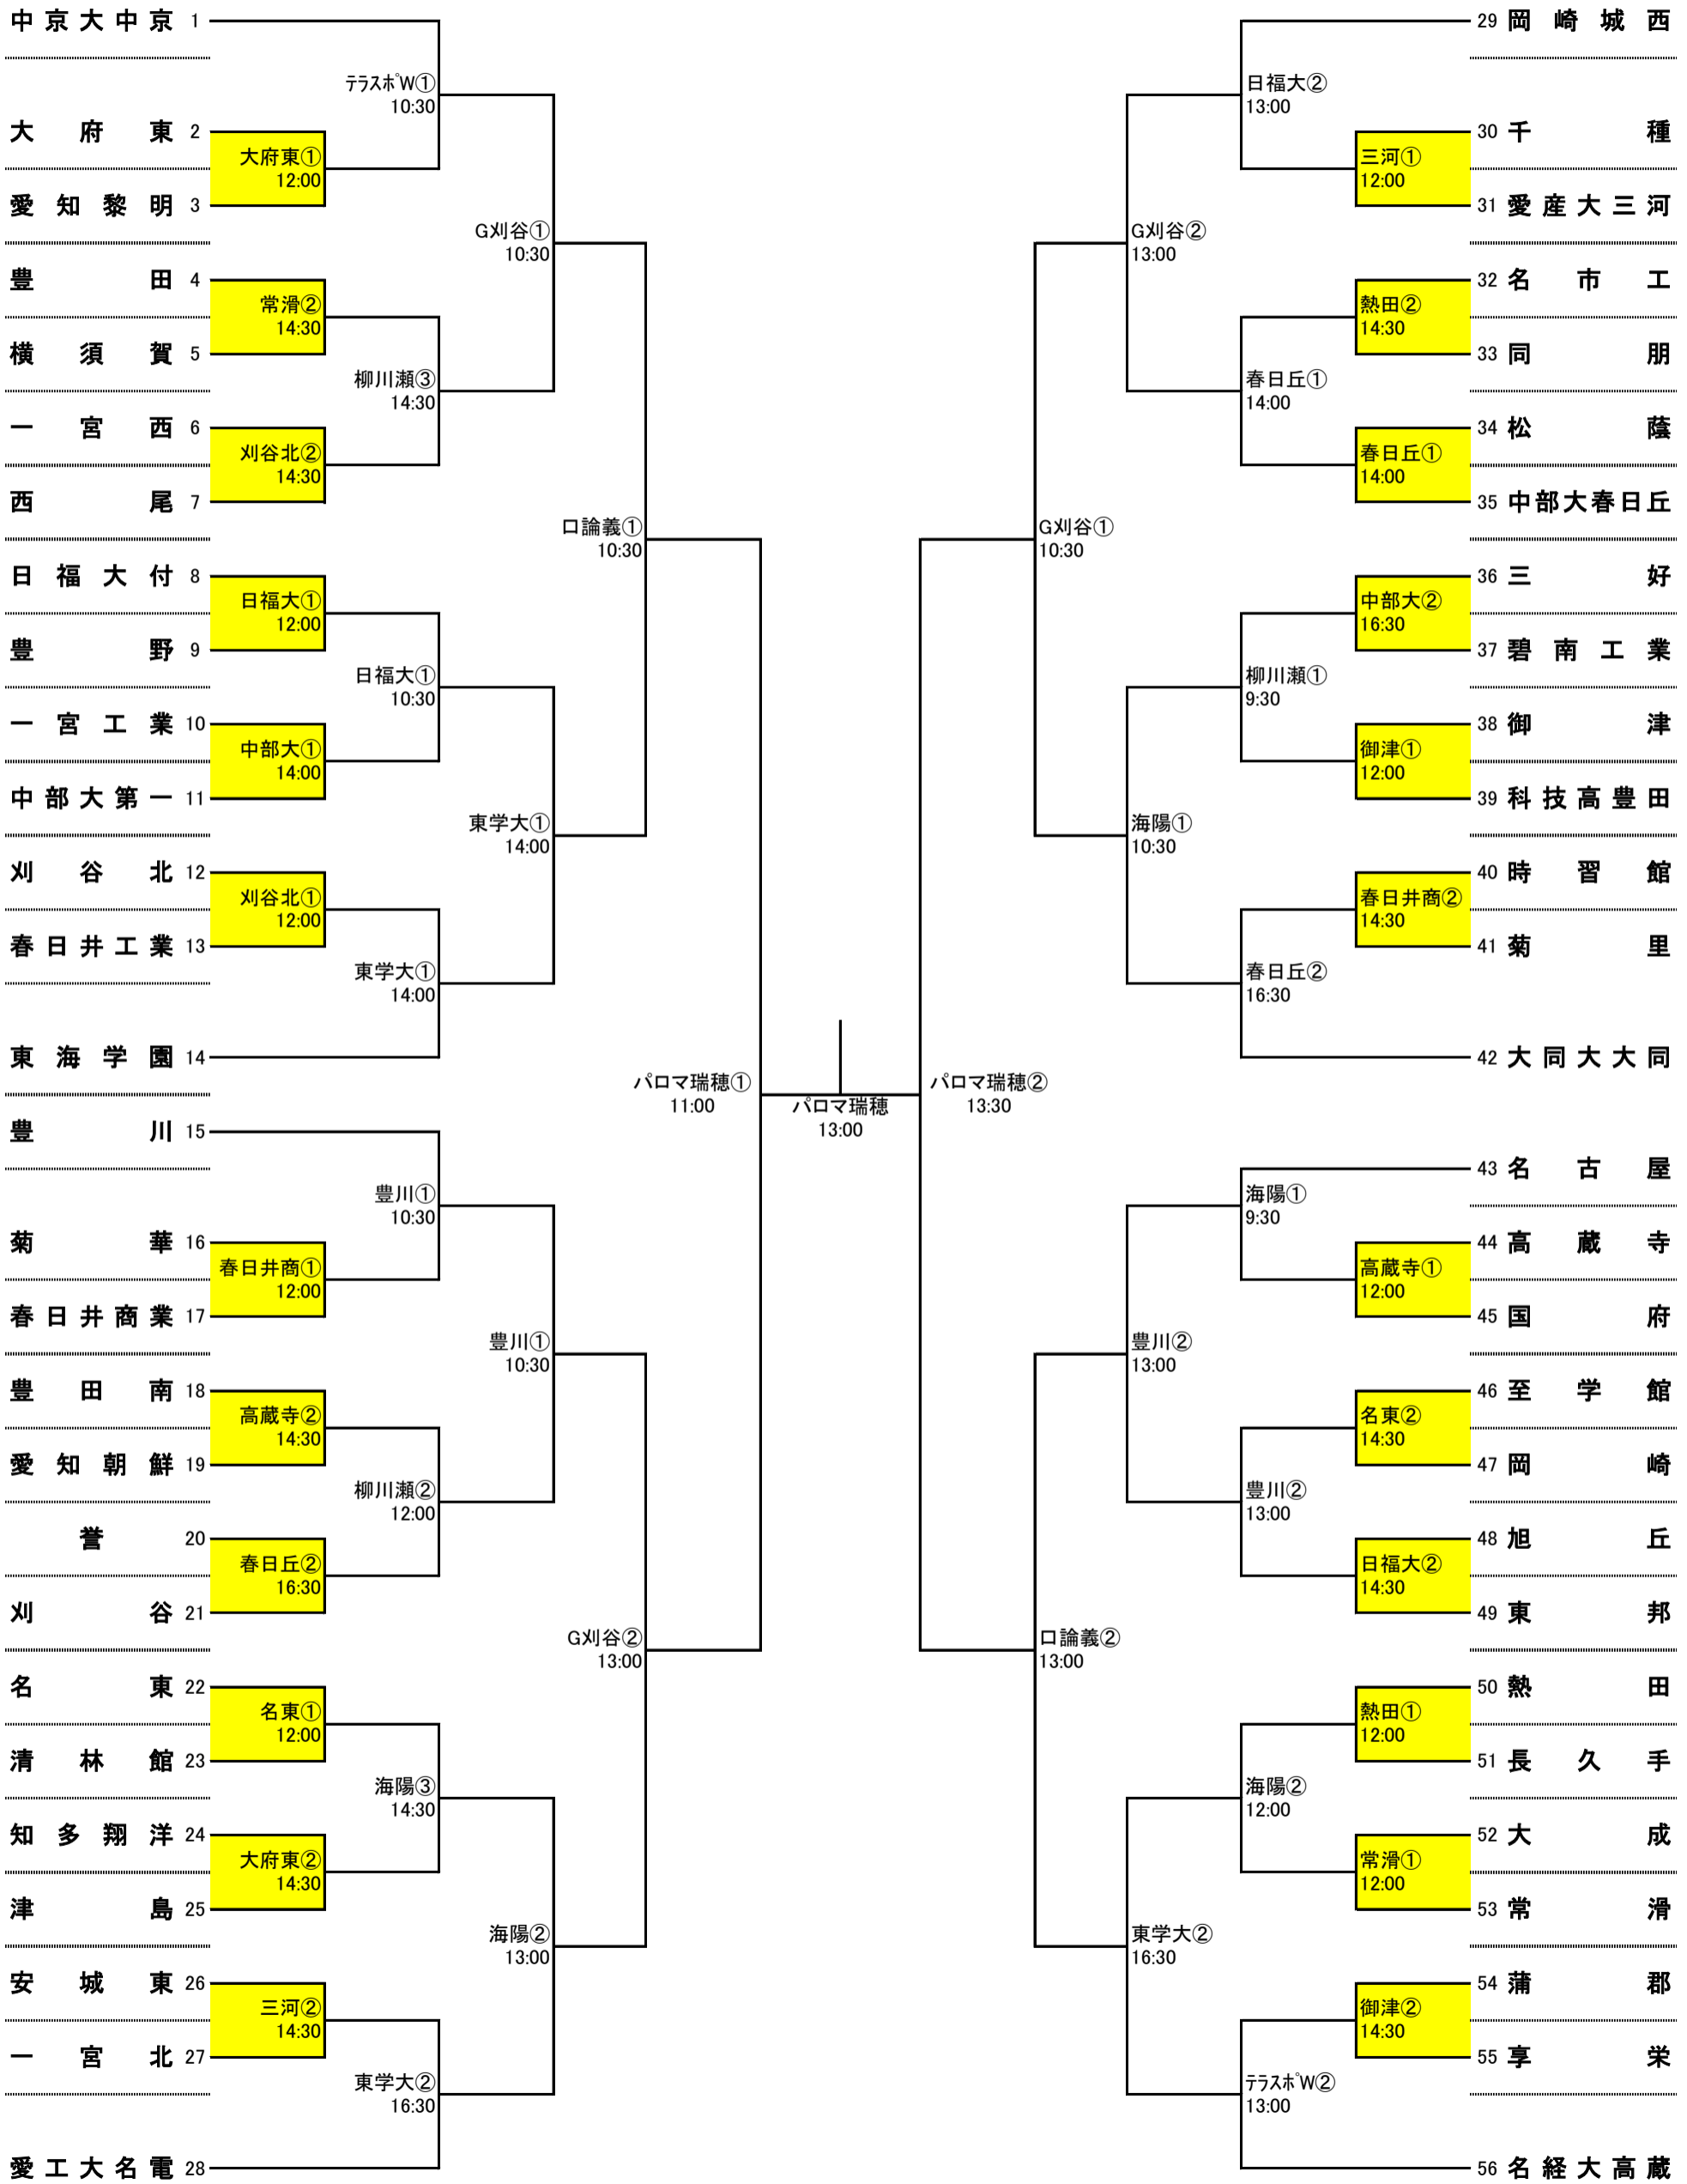 中京大中京 1
テラスポW①
10:30
大府東 2
大府東①
12:00
愛知黎明 3
G刈谷①
10:30
豊田 4
常滑②
14:30
横須賀 5
柳川瀬③
14:30
一宮西 6
刈谷北②
14:30
西尾 7
口論義①
10:30
日福大付 8
日福大①
12:00
豊野 9
日福大①
10:30
一宮工業 10
中部大①
14:00
中部大第一 11
東学大①
14:00
刈谷北 12
刈谷北①
12:00
春日井工業 13
東学大①
14:00
東海学園 14
パロマ瑞穂①
11:00
豊川 15
豊川①
10:30
菊華 16
春日井商①
12:00
春日井商業 17
豊川①
10:30
豊田南 18
高蔵寺②
14:30
愛知朝鮮 19
柳川瀬②
12:00
誉 20
春日丘②
16:30
刈谷 21
G刈谷②
13:00
名東 22
名東①
12:00
清林館 23
海陽③
14:30
知多翔洋 24
大府東②
14:30
津島 25
海陽②
13:00
安城東 26
三河②
14:30
一宮北 27
東学大②
16:30
愛工大名電 28
パロマ瑞穂
13:00
29 岡崎城西
日福大②
13:00
30 千種
三河①
12:00
31 愛産大三河
G刈谷②
13:00
32 名市工
熱田②
14:30
33 同朋
春日丘①
14:00
34 松蔭
春日丘①
14:00
35 中部大春日丘
G刈谷①
10:30
36 三好
中部大②
16:30
37 碧南工業
柳川瀬①
9:30
38 御津
御津①
12:00
39 科技高豊田
海陽①
10:30
40 時習館
春日井商②
14:30
41 菊里
春日丘②
16:30
42 大同大大同
パロマ瑞穂②
13:30
43 名古屋
海陽①
9:30
44 高蔵寺
高蔵寺①
12:00
45 国府
豊川②
13:00
46 至学館
名東②
14:30
47 岡崎
豊川②
13:00
48 旭丘
日福大②
14:30
49 東邦
口論義②
13:00
50 熱田
熱田①
12:00
51 長久手
海陽②
12:00
52 大成
常滑①
12:00
53 常滑
東学大②
16:30
54 蒲郡
御津②
14:30
55 享栄
テラスポW②
13:00
56 名経大高蔵